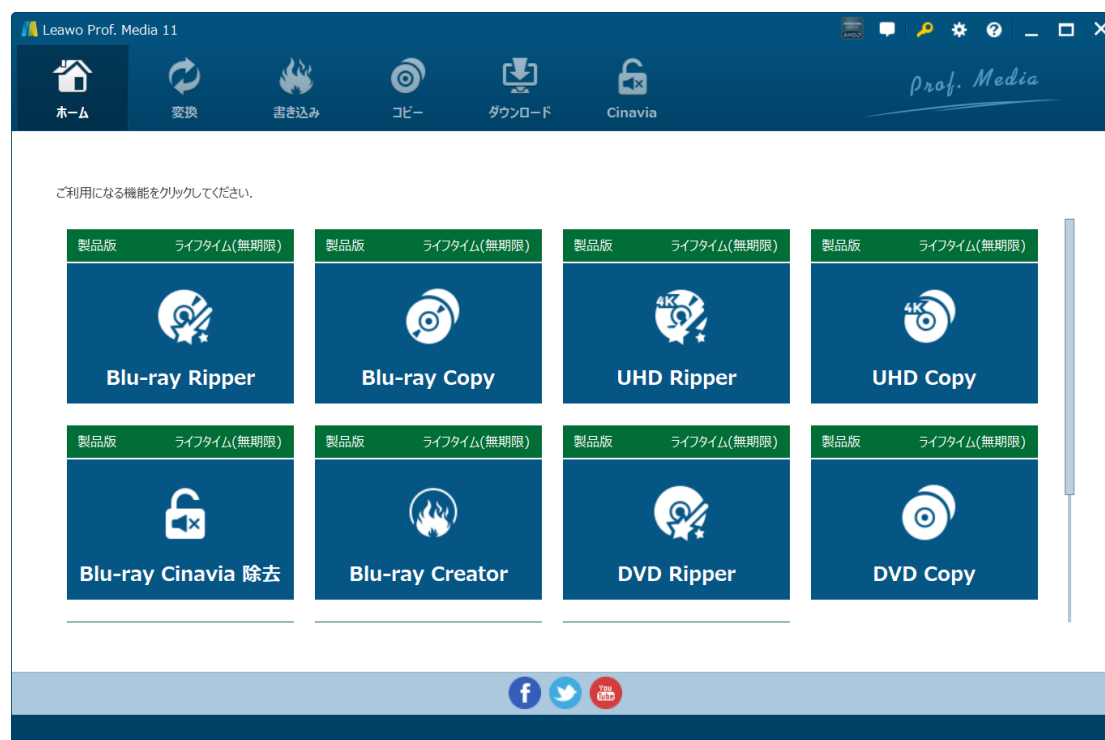 Leawo Prof. Media 11
ホーム 変換 書き込み コピー ダウンロード Cinavia
Prof. Media
ご利用になる機能をクリックしてください.
製品版 ライフタイム(無期限) 製品版 ライフタイム(無期限) 製品版 ライフタイム(無期限) 製品版 ライフタイム(無期限)
4K 4K
Blu-ray Ripper Blu-ray Copy UHD Ripper UHD Copy
製品版 ライフタイム(無期限) 製品版 ライフタイム(無期限) 製品版 ライフタイム(無期限) 製品版 ライフタイム(無期限)
Blu-ray Cinavia 除去 Blu-ray Creator DVD Ripper DVD Copy
You
Tube